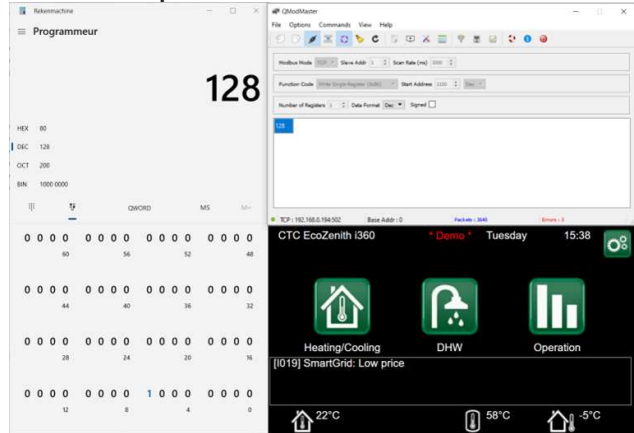 Rekenmachine
Programmeur
128
HEX 80
DEC 128
OCT 200
BIN 1000 0000
QWORD MS M
0 0 0 0 0 0 0 0 0 0 0 0 0 0 0 0
60 56 52 48
0 0 0 0 0 0 0 0 0 0 0 0 0 0 0 0
44 40 36 32
0 0 0 0 0 0 0 0 0 0 0 0 0 0 0 0
28 24 20 16
0 0 0 0 0 0 0 0 1 0 0 0 0 0 0 0
12 8 4 0
QModMaster
File Options Commands View Help
Modbus Mode TCP Slave Addr 1 Scan Rate (ms)
Function Code Write Single Register (0x06) Start Address Dec
Number of Registers 1 Data Format Dec Signed
128
TCP : 192.168.0.194:502 Base Addr : 0 Packets : 3640 Errors : 3
CTC EcoZenith i360 * Demo * Tuesday 15:38
Heating/Cooling DHW Operation
[I019] SmartGrid: Low price
22°C 58°C -5°C